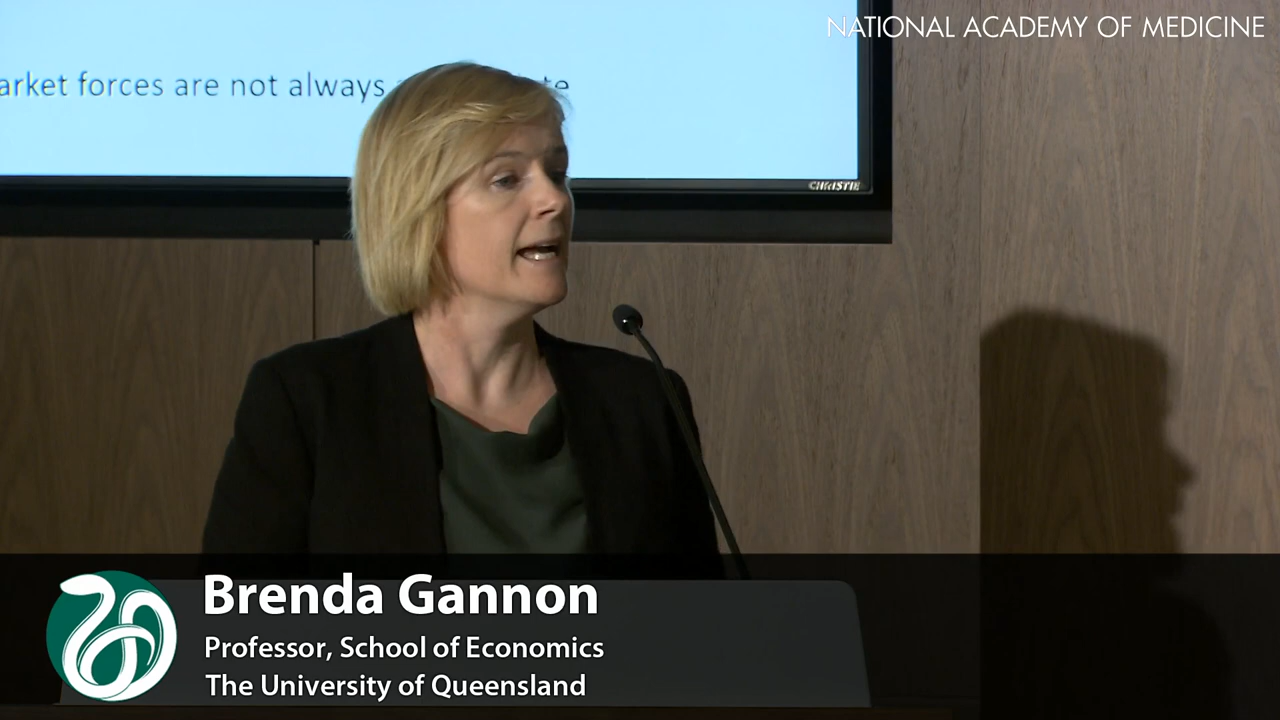 NATIONAL ACADEMY OF MEDICINE
arket forces are not always
CHRISTIE
Brenda Gannon
Professor, School of Economics
The University of Queensland